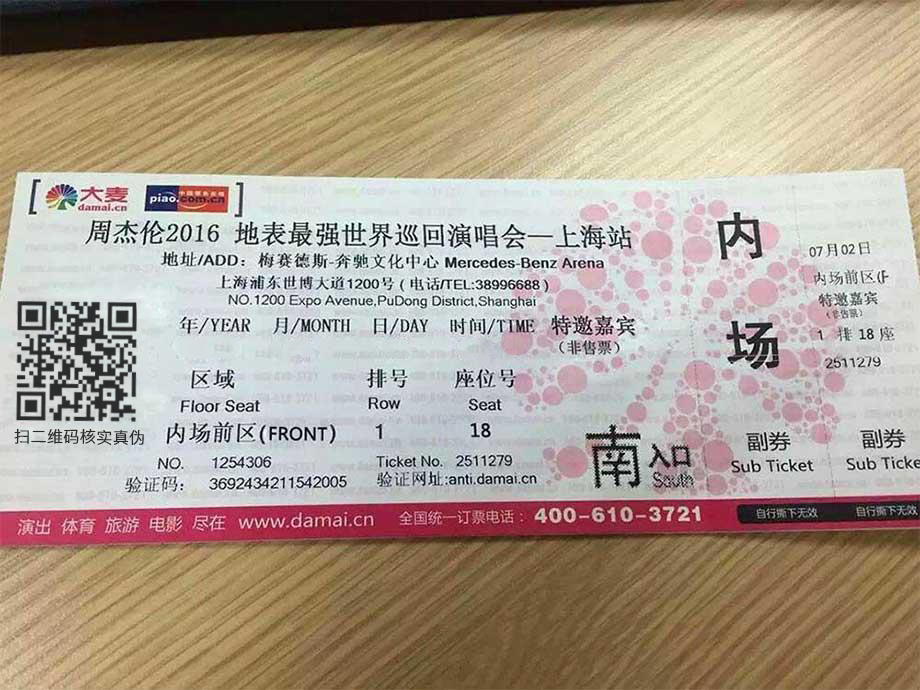 大麦
damai.cn
中国票务在线
piao.com.cn
周杰伦2016 地表最强世界巡回演唱会—上海站
地址/ADD：梅赛德斯-奔驰文化中心 Mercedes-Benz Arena
上海浦东世博大道1200号（电话/TEL:38996688）
NO.1200 Expo Avenue,PuDong District,Shanghai
年/YEAR 月/MONTH 日/DAY 时间/TIME 特邀嘉宾
（非售票）
区域 排号 座位号
Floor Seat Row Seat
内场前区(FRONT) 1 18
NO. 1254306 Ticket No. 2511279
验证码： 3692434211542005 验证网址:anti.damai.cn
扫二维码核实真伪
南入口
South
内场
副券
Sub Ticket
07月02日
内场前区(F
特邀嘉宾
（非售票）
1 排 18 座
2511279
副券
Sub Ticke
演出 体育 旅游 电影 尽在 www.damai.cn 全国统一订票电话： 400-610-3721
自行撕下无效
自行撕下无效